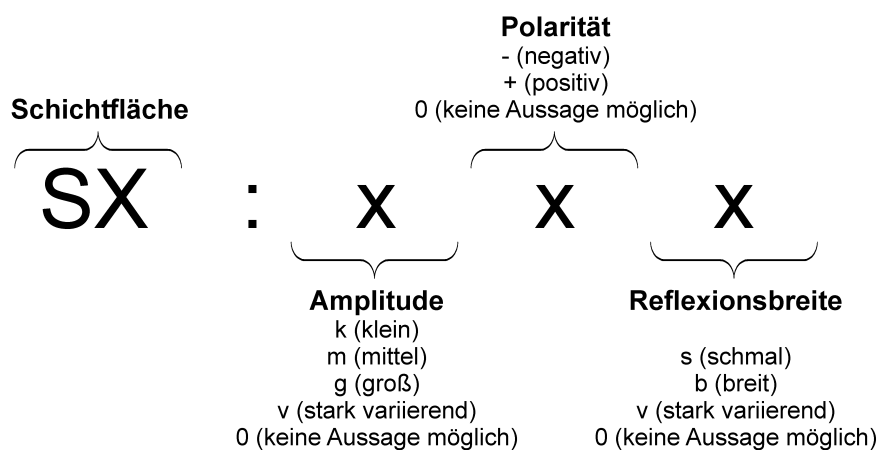 Polarität
- (negativ)
+ (positiv)
0 (keine Aussage möglich)
Schichtfläche
SX : x x x
Amplitude
k (klein)
m (mittel)
g (groß)
v (stark variierend)
0 (keine Aussage möglich)
Reflexionsbreite
s (schmal)
b (breit)
v (stark variierend)
0 (keine Aussage möglich)